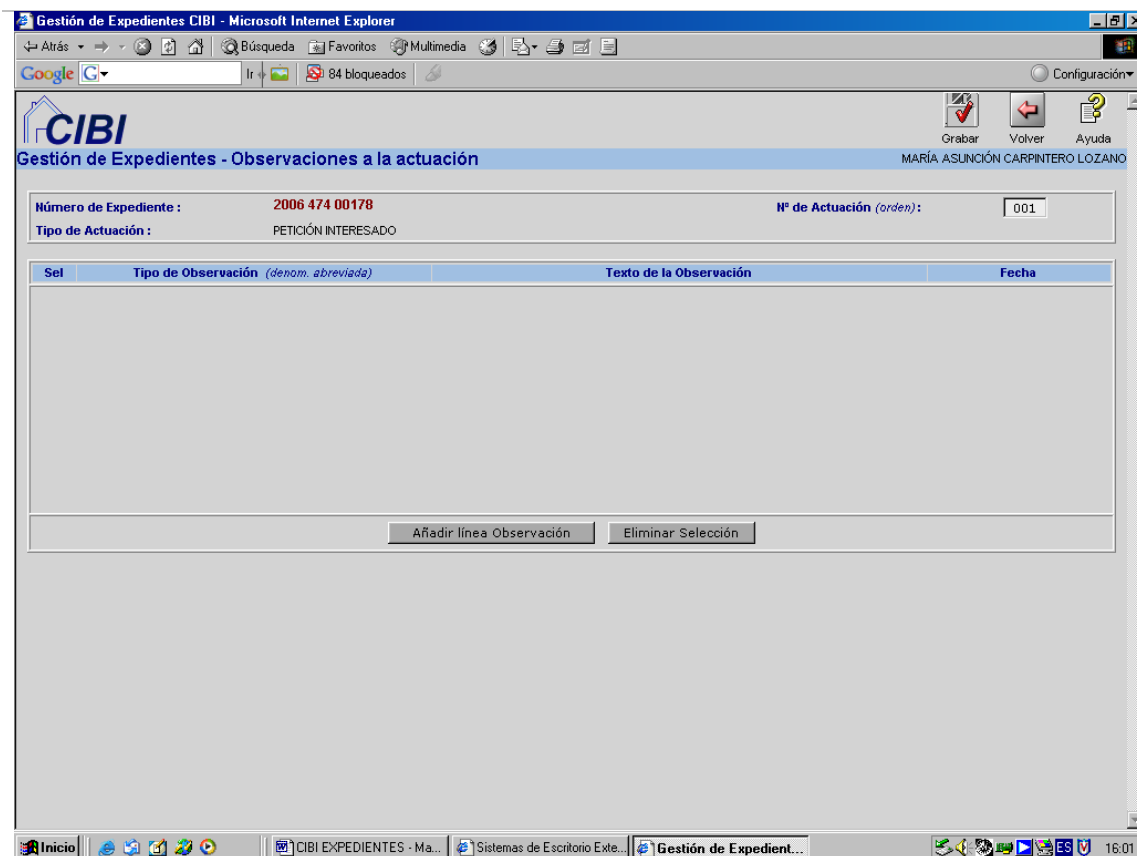 Gestión de Expedientes CIBI - Microsoft Internet Explorer
Atrás Búsqueda Favoritos Multimedia
Google G Ir 84 bloqueados Configuración
CIBI
Grabar Volver Ayuda
Gestión de Expedientes - Observaciones a la actuación MARÍA ASUNCIÓN CARPINTERO LOZANO
Número de Expediente : 2006 474 00178 Nº de Actuación (orden): 001
Tipo de Actuación : PETICIÓN INTERESADO
Sel Tipo de Observación (denom. abreviada) Texto de la Observación Fecha
Añadir línea Observación Eliminar Selección
Inicio CIBI EXPEDIENTES - Ma... Sistemas de Escritorio Exte... Gestión de Expedient... ES 16:01